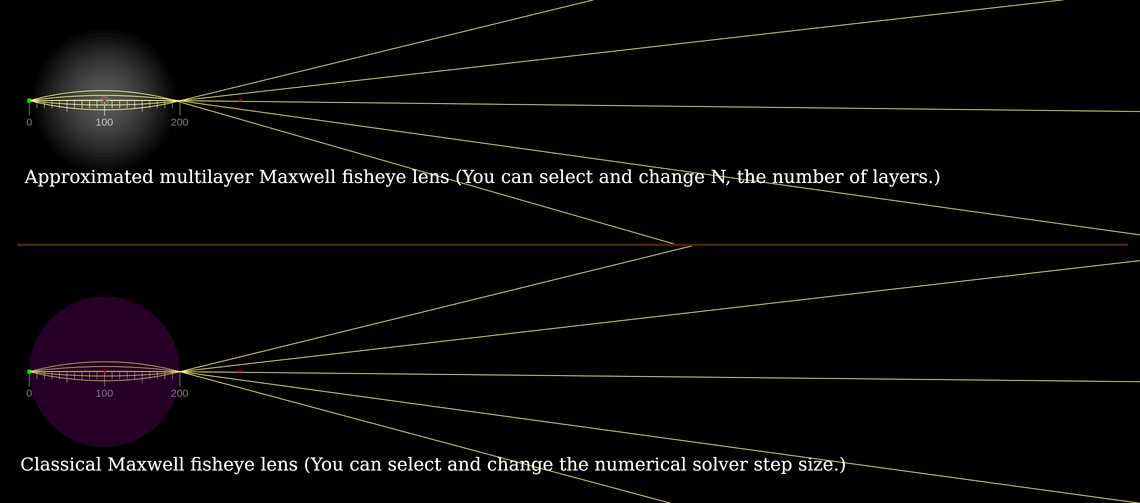 0 100 200
Approximated multilayer Maxwell fisheye lens (You can select and change N, the number of layers.)
0 100 200
Classical Maxwell fisheye lens (You can select and change the numerical solver step size.)